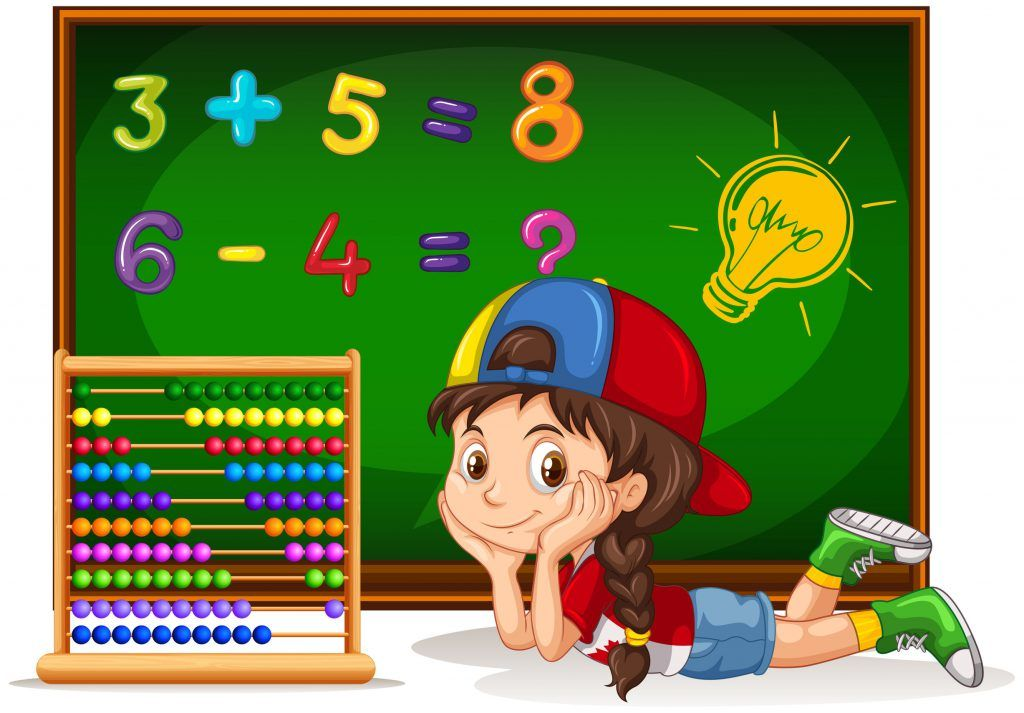 3 + 5 = 8
6 - 4 = ?